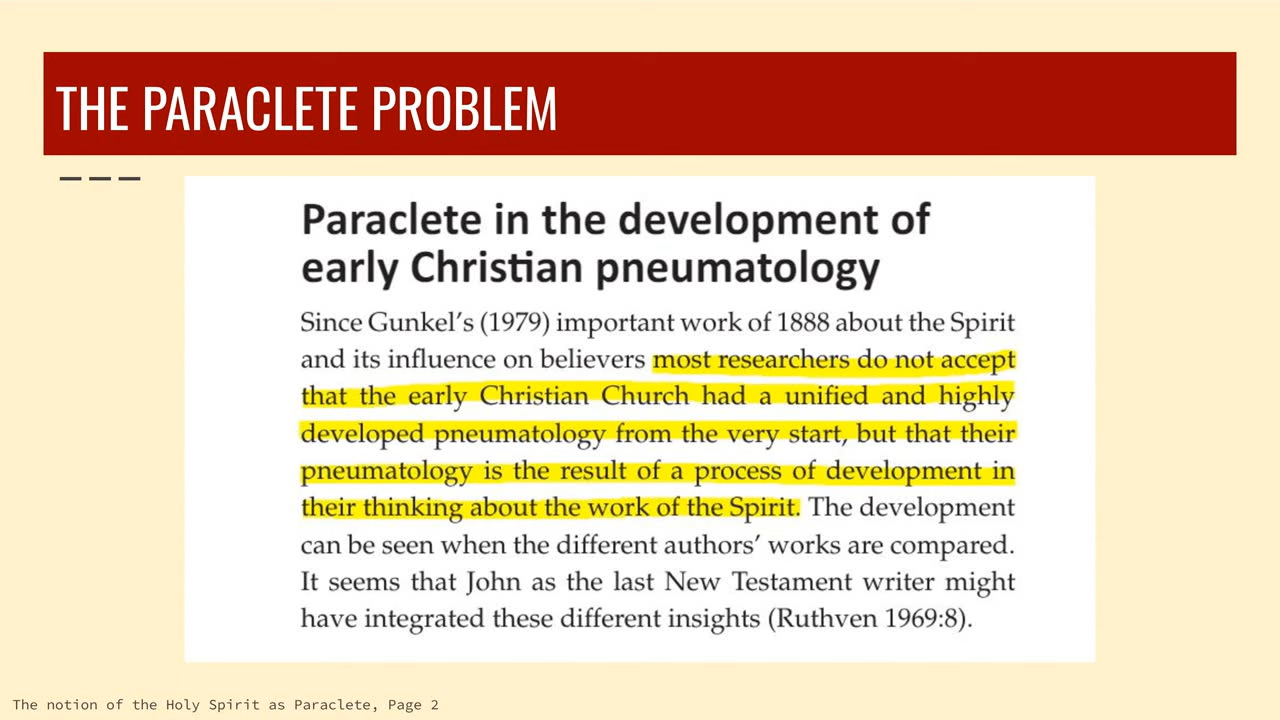 THE PARACLETE PROBLEM
Paraclete in the development of
early Christian pneumatology
Since Gunkel’s (1979) important work of 1888 about the Spirit
and its influence on believers most researchers do not accept
that the early Christian Church had a unified and highly
developed pneumatology from the very start, but that their
pneumatology is the result of a process of development in
their thinking about the work of the Spirit. The development
can be seen when the different authors’ works are compared.
It seems that John as the last New Testament writer might
have integrated these different insights (Ruthven 1969:8).
The notion of the Holy Spirit as Paraclete, Page 2